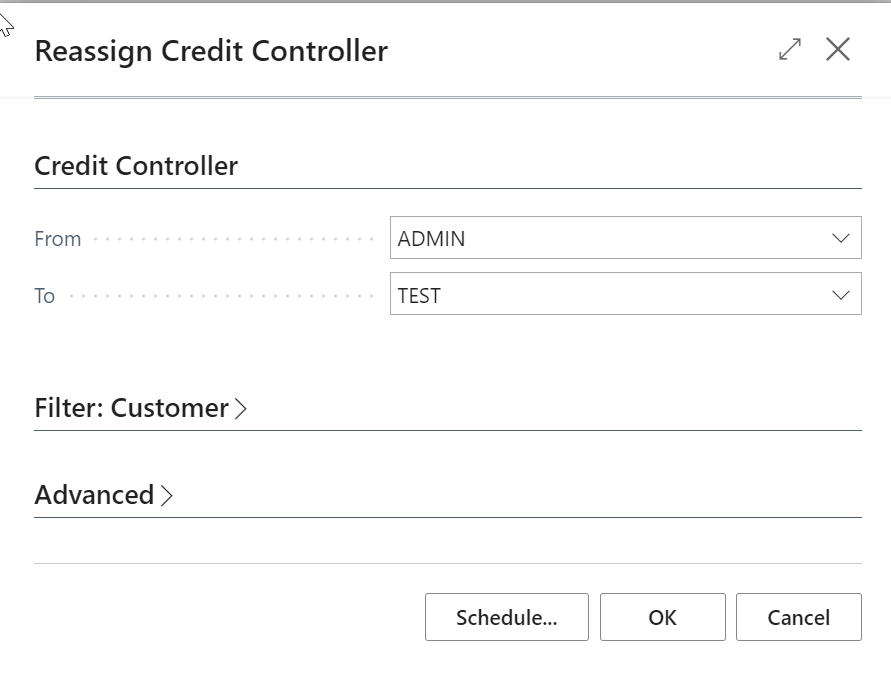 Reassign Credit Controller
Credit Controller
From ADMIN
To TEST
Filter: Customer
Advanced
Schedule... OK Cancel